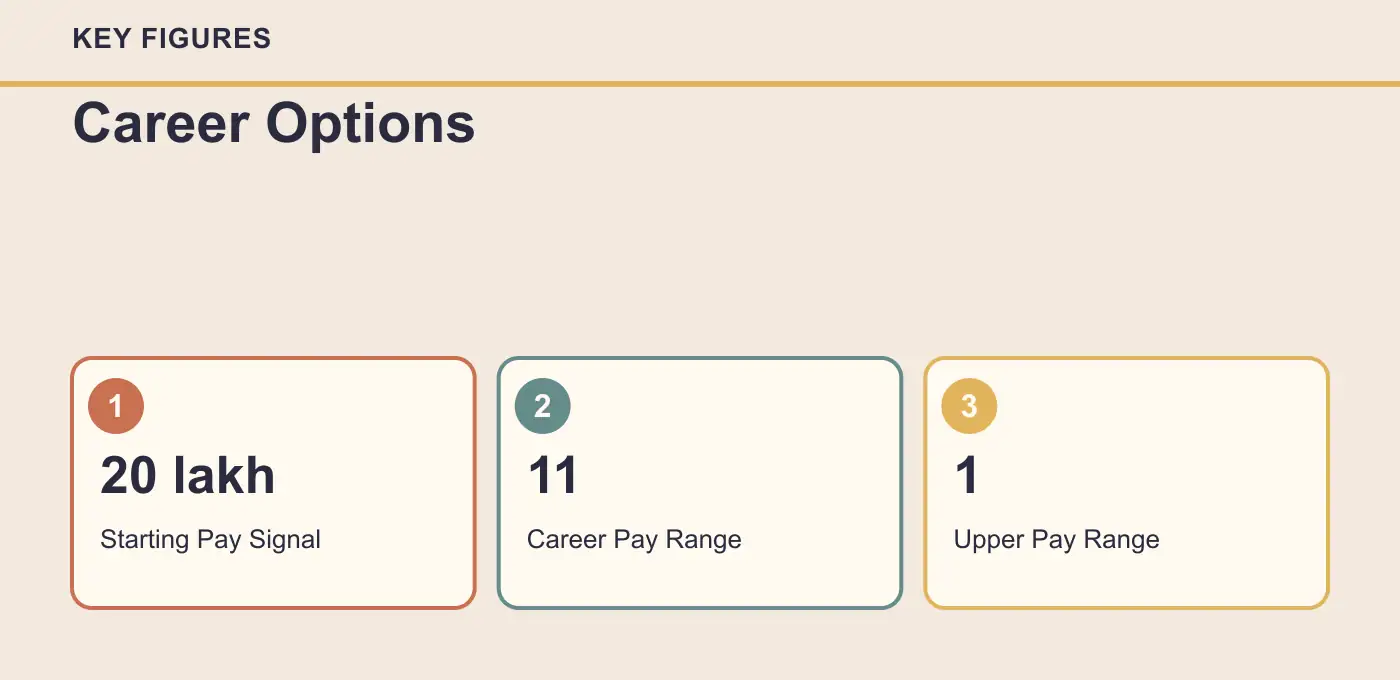 KEY FIGURES
Career Options
1
20 lakh
Starting Pay Signal
2
11
Career Pay Range
3
1
Upper Pay Range